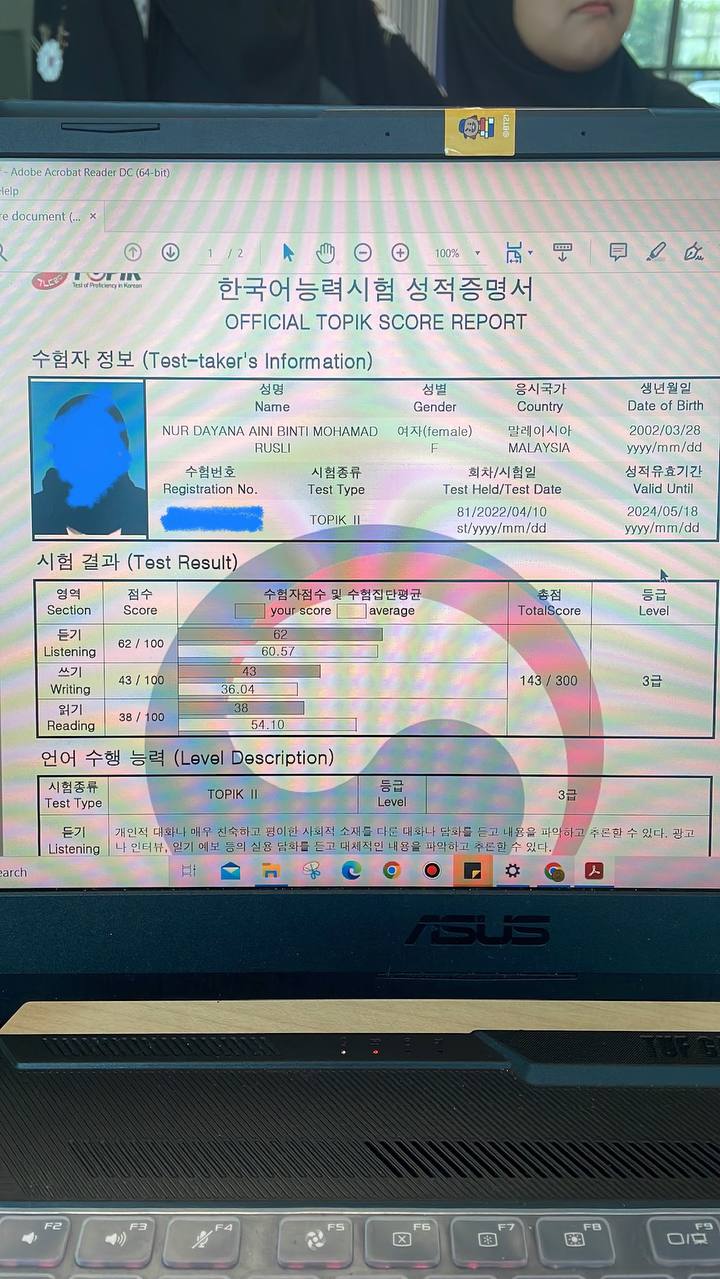 - Adobe Acrobat Reader DC (64-bit)
Help
re document (... ×
1 / 2
100%
TOPIK
Test of Proficiency in Korean
한국어능력시험 성적증명서
OFFICIAL TOPIK SCORE REPORT
수험자 정보 (Test-taker's Information)
성명 성별 응시국가 생년월일
Name Gender Country Date of Birth
NUR DAYANA AINI BINTI MOHAMAD RUSLI 여자(female) F 말레이시아 MALAYSIA 2002/03/28 yyyy/mm/dd
수험번호 시험종류 회차/시험일 성적유효기간
Registration No. Test Type Test Held/Test Date Valid Until
TOPIK II 81/2022/04/10 st/yyyy/mm/dd 2024/05/18 yyyy/mm/dd
시험 결과 (Test Result)
영역 점수 수험자점수 및 수험집단평균 총점 등급
Section Score your score average TotalScore Level
듣기 Listening 62 / 100 62 60.57
쓰기 Writing 43 / 100 43 36.04 143 / 300 3급
읽기 Reading 38 / 100 38 54.10
언어 수행 능력 (Level Description)
시험종류 Test Type TOPIK II 등급 Level 3급
듣기 Listening 개인적 대화나 매우 친숙하고 평이한 사회적 소재를 다룬 대화나 담화를 듣고 내용을 파악하고 추론할 수 있다. 광고
나 인터뷰, 일기 예보 등의 실용 담화를 듣고 대체적인 내용을 파악하고 추론할 수 있다.
earch
ASUS
F2 F3 F4 F5 F6 F7 F8 F9